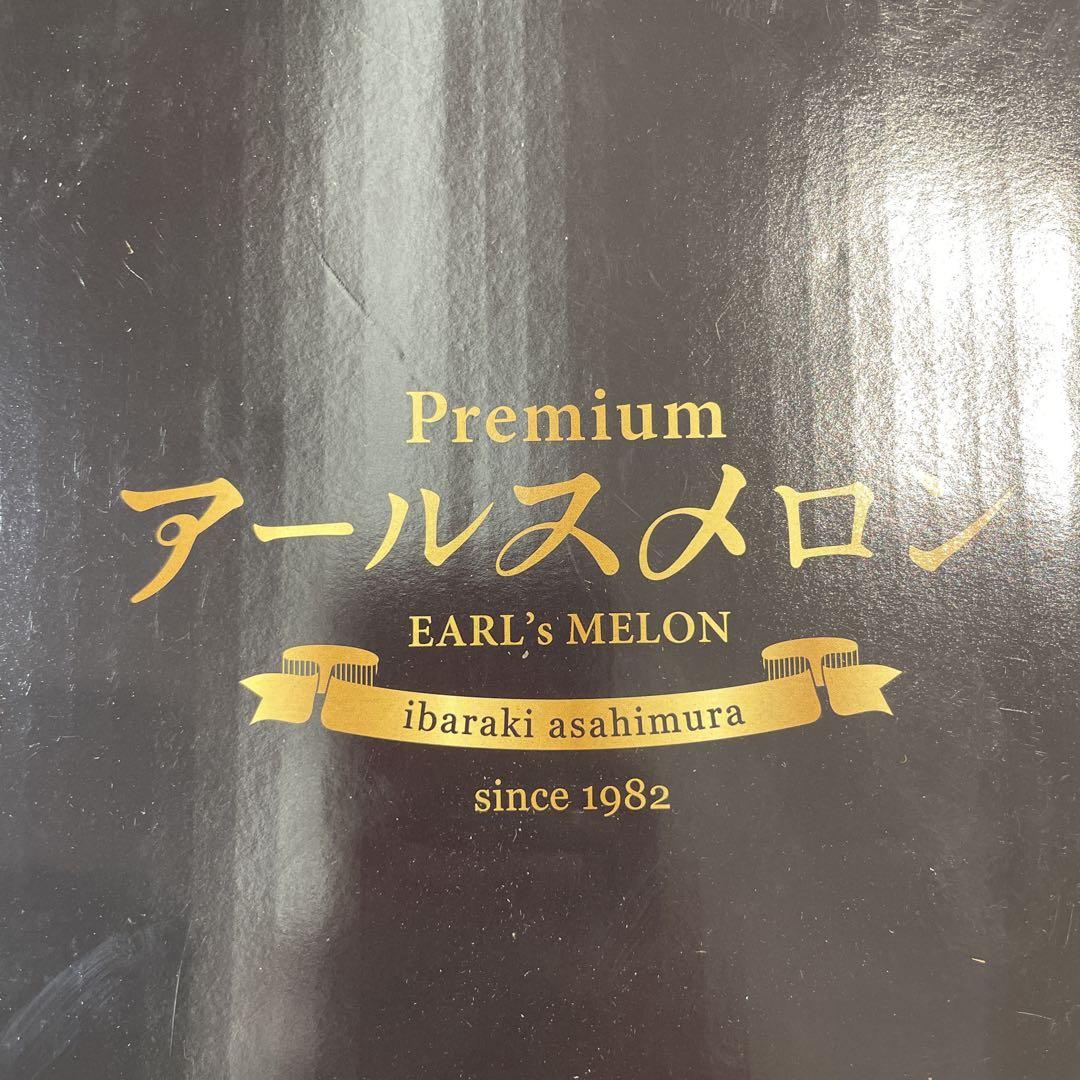 Premium
アールスメロン
EARL's MELON
ibaraki asahimura
since 1982